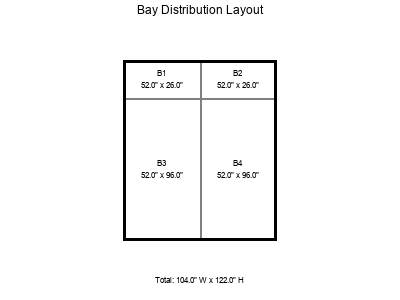 Bay Distribution Layout
B1
52.0" x 26.0"
B2
52.0" x 26.0"
B3
52.0" x 96.0"
B4
52.0" x 96.0"
Total: 104.0" W x 122.0" H